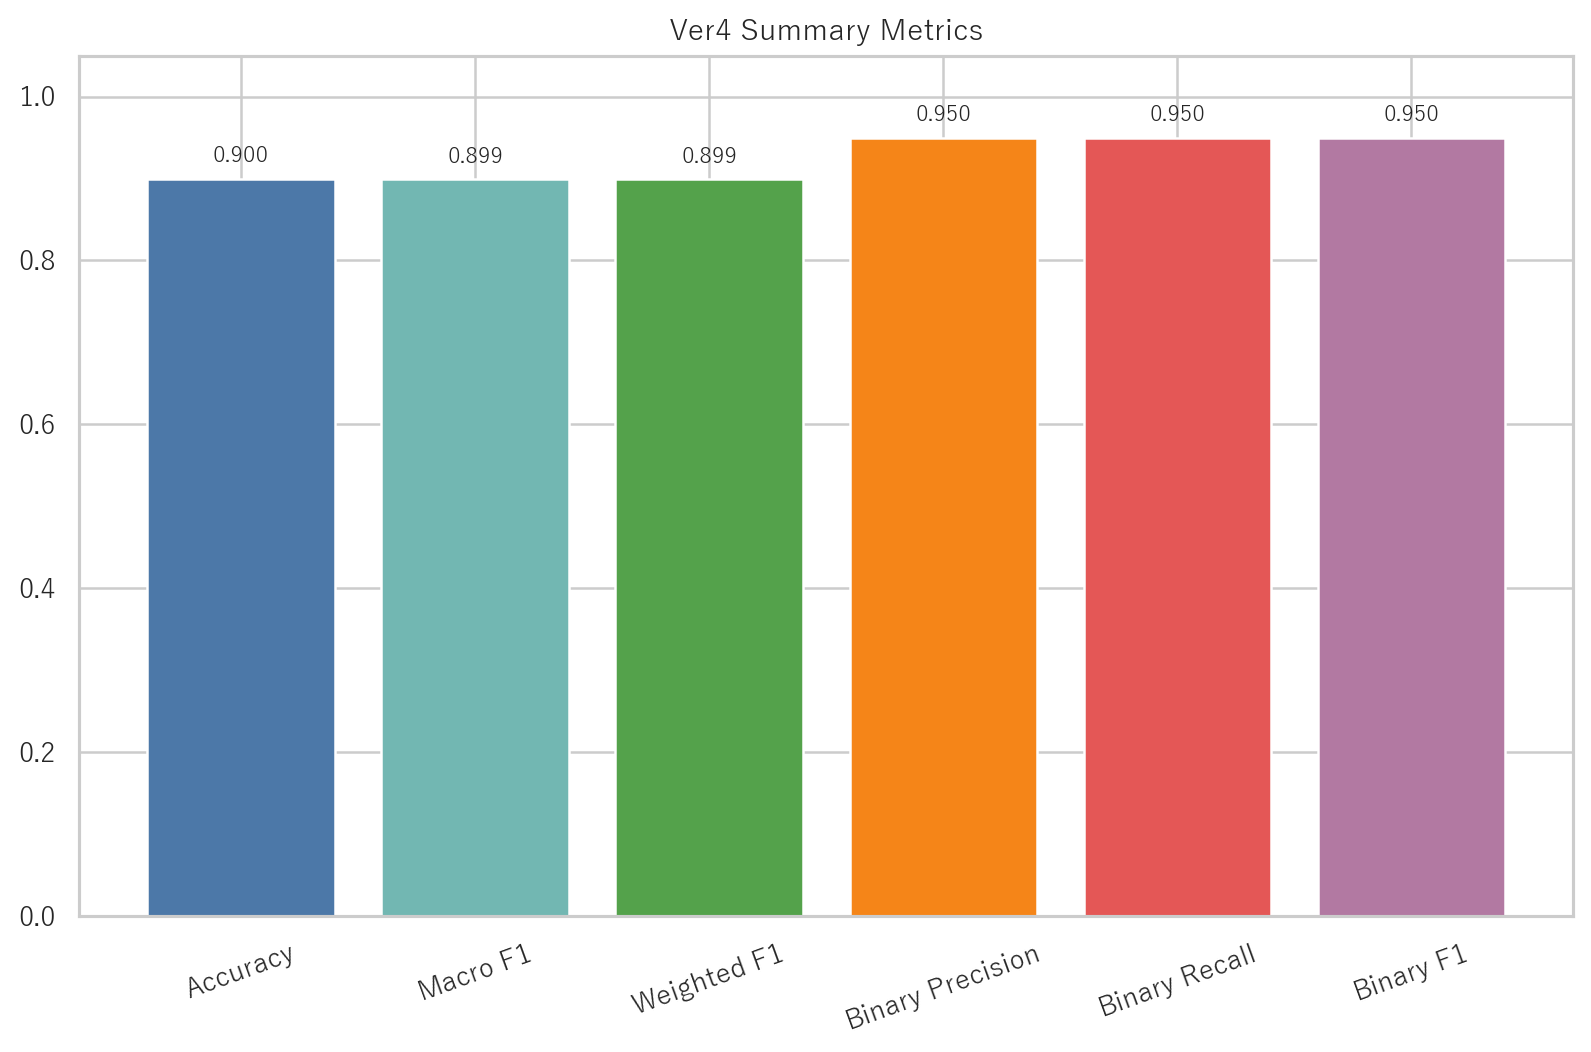 Ver4 Summary Metrics
1.0
0.8
0.6
0.4
0.2
0.0
0.900
0.899
0.899
0.950
0.950
0.950
Accuracy
Macro F1
Weighted F1
Binary Precision
Binary Recall
Binary F1